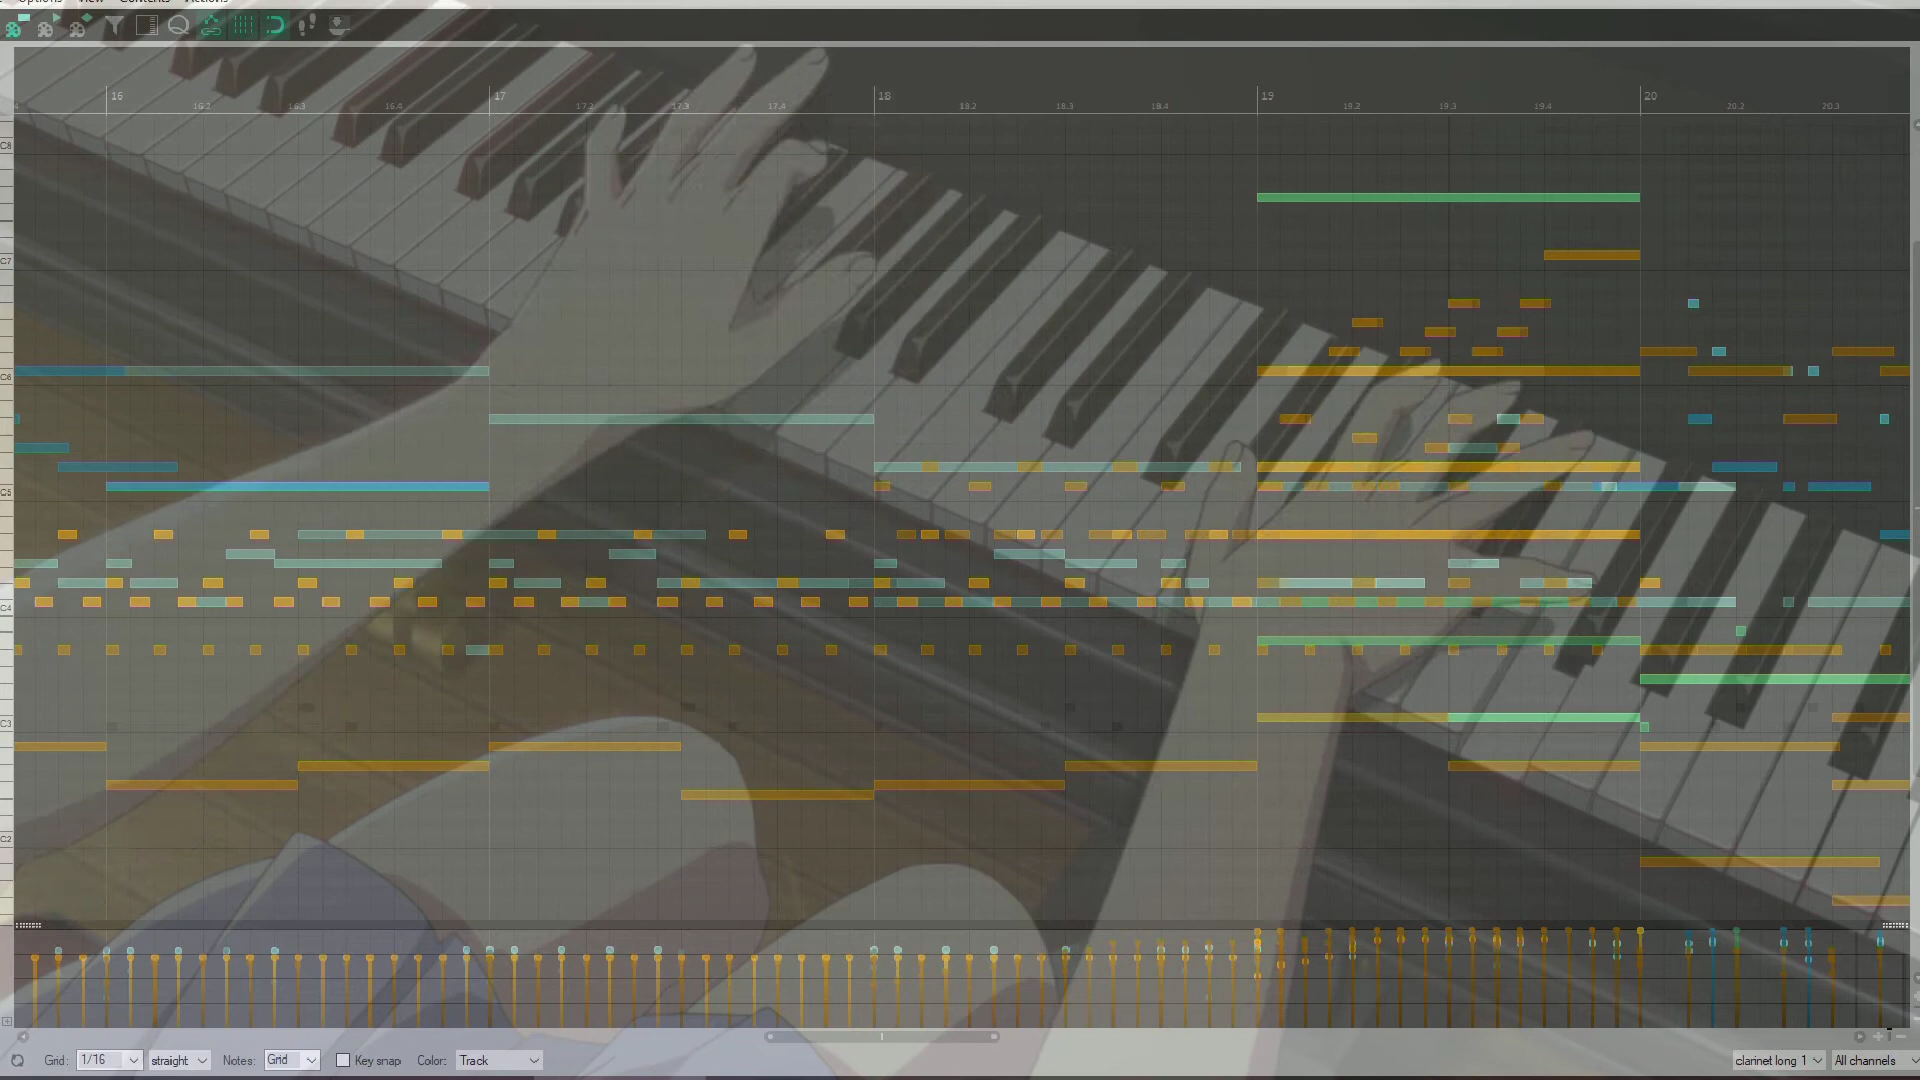 Options View Contents Actions
16 17 18 19 20
4 16.2 16.3 16.4 17.2 17.3 17.4 18.2 18.3 18.4 19.2 19.3 19.4 20.2 20.3
C8
C7
C6
C5
C4
C3
C2
Grid: 1/16 straight Notes: Grid Key snap Color: Track clarinet long 1 All channels